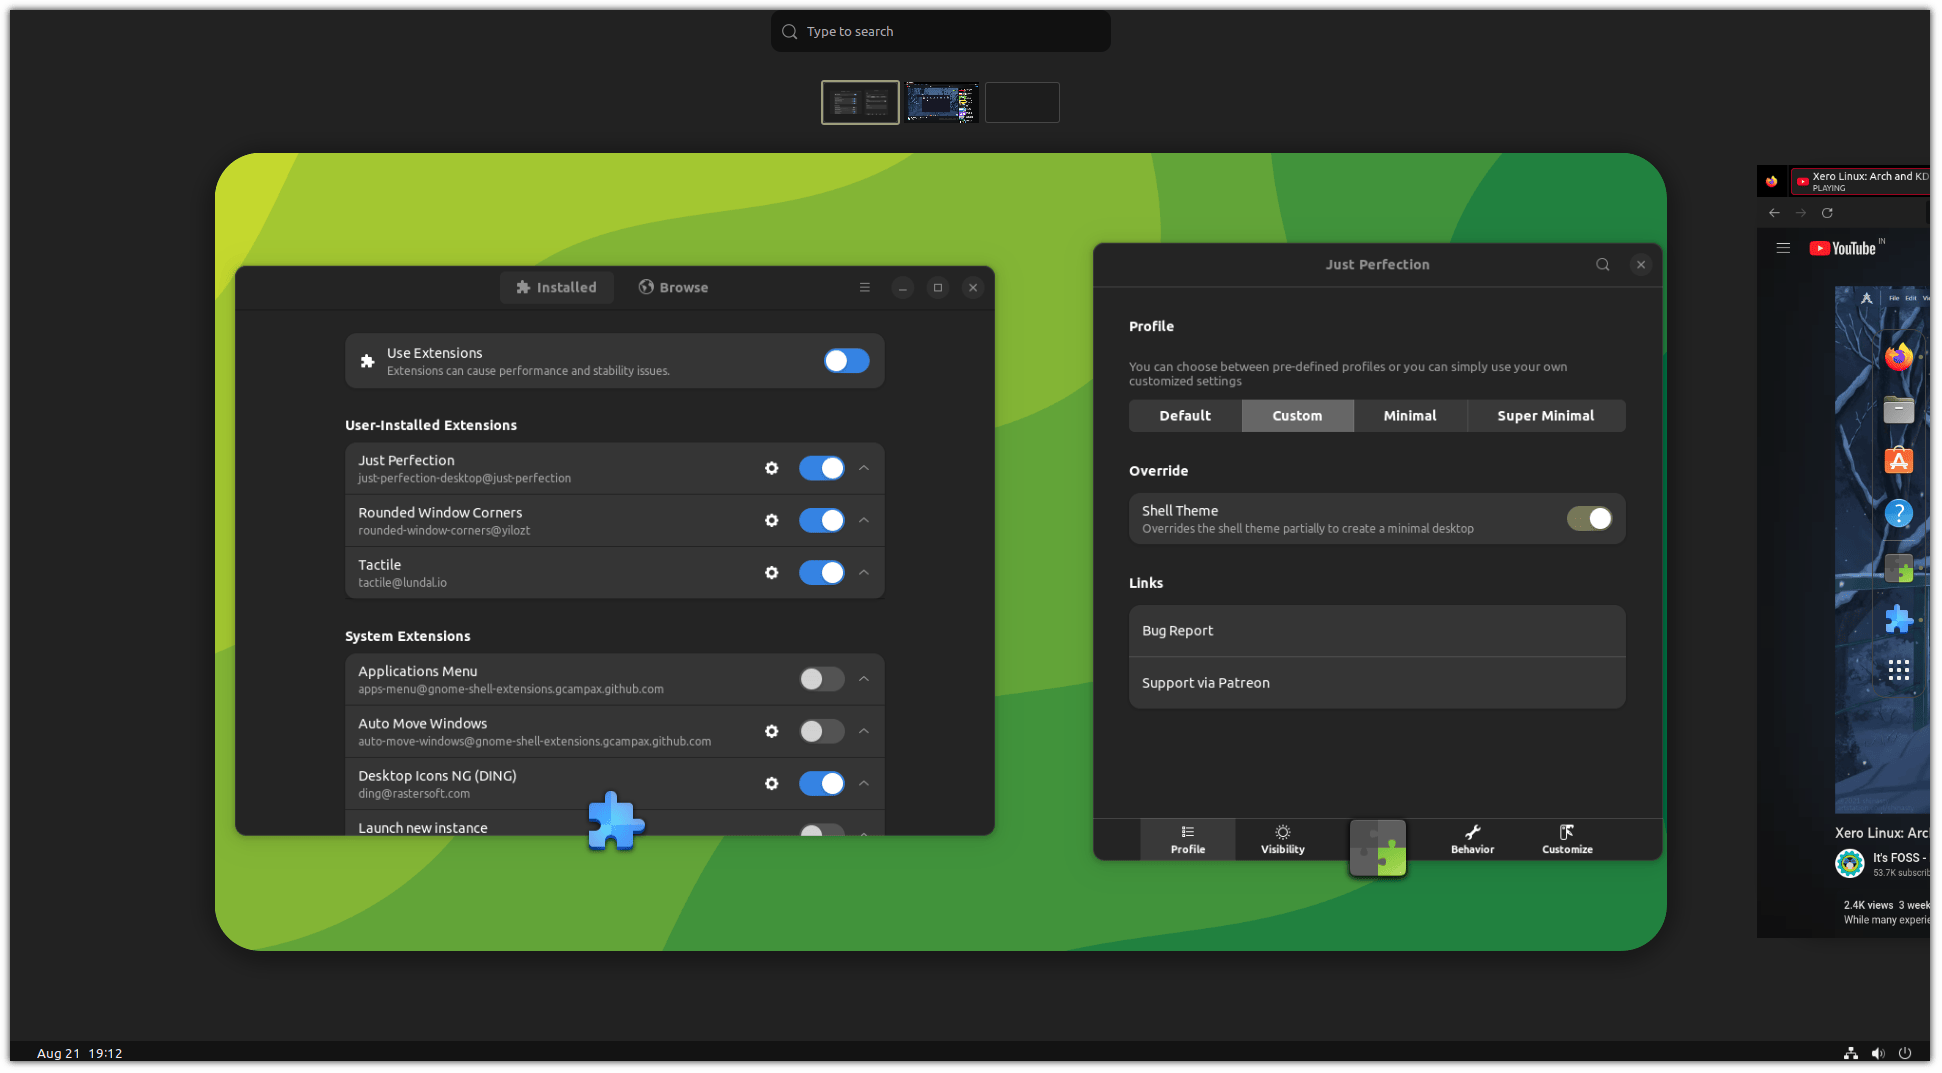 Type to search
Installed
Browse
Use Extensions
Extensions can cause performance and stability issues.
User-Installed Extensions
Just Perfection
just-perfection-desktop@just-perfection
Rounded Window Corners
rounded-window-corners@yilozt
Tactile
tactile@lundal.io
System Extensions
Applications Menu
apps-menu@gnome-shell-extensions.gcampax.github.com
Auto Move Windows
auto-move-windows@gnome-shell-extensions.gcampax.github.com
Desktop Icons NG (DING)
ding@rastersoft.com
Launch new instance
Just Perfection
Profile
You can choose between pre-defined profiles or you can simply use your own
customized settings
Default
Custom
Minimal
Super Minimal
Override
Shell Theme
Overrides the shell theme partially to create a minimal desktop
Links
Bug Report
Support via Patreon
Profile
Visibility
Behavior
Customize
Xero Linux: Arch and KD
PLAYING
YouTube IN
File Edit
Xero Linux: Arc
It's FOSS -
53.7K subscrib
2.4K views 3 week
While many experie
Aug 21 19:12